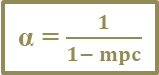 α = 1 / 1− mpc